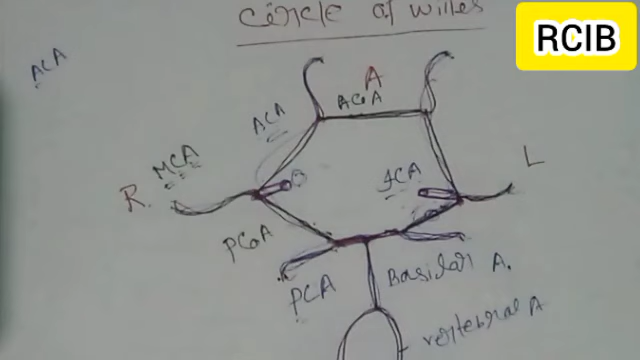 Circle of Willis
RCIB
ACA
A
ACoA
ACA
MCA
R.
ICA
L
PCoA
PCA
Basilar A.
vertebral A